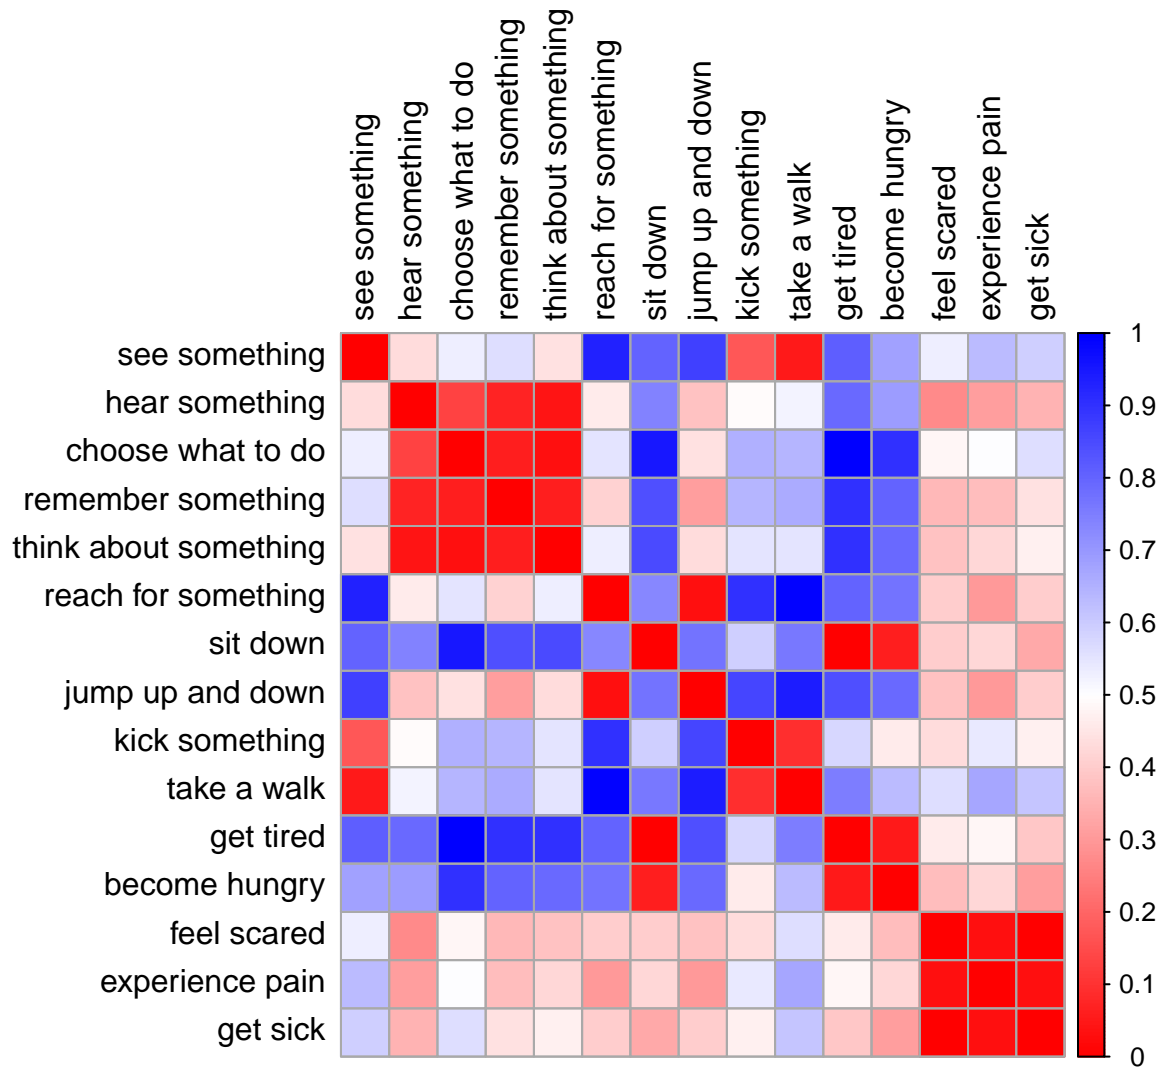 see something
hear something
choose what to do
remember something
think about something
reach for something
sit down
jump up and down
kick something
take a walk
get tired
become hungry
feel scared
experience pain
get sick
see something
hear something
choose what to do
remember something
think about something
reach for something
sit down
jump up and down
kick something
take a walk
get tired
become hungry
feel scared
experience pain
get sick
1
0.9
0.8
0.7
0.6
0.5
0.4
0.3
0.2
0.1
0